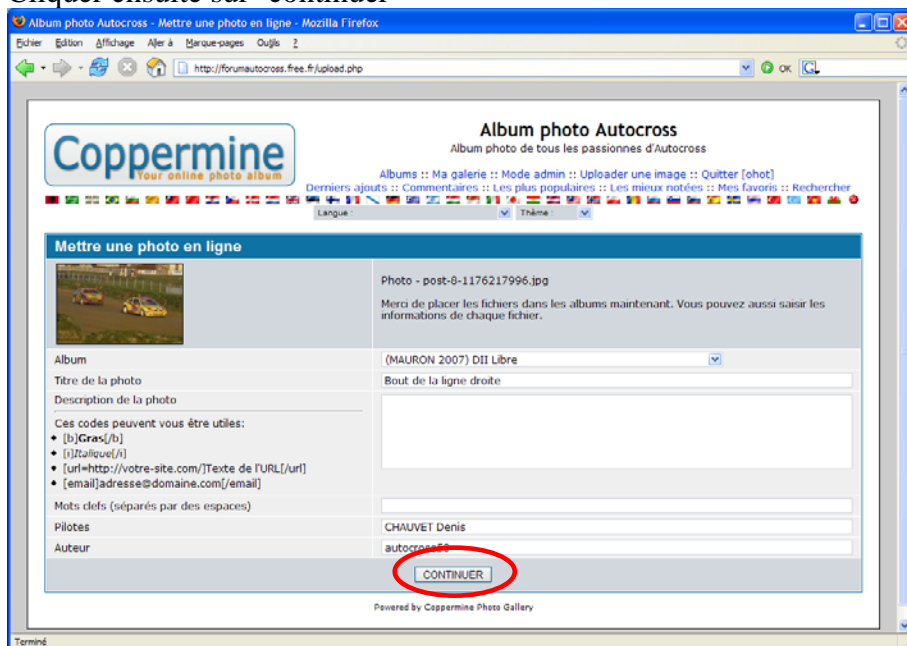 Cliquer ensuite sur "continuer"
Album photo Autocross - Mettre une photo en ligne - Mozilla Firefox
Fichier Edition Affichage Aller à Marque-pages Outils ?
http://forumautocross.free.fr/upload.php
OK
Coppermine
Your online photo album
Album photo Autocross
Album photo de tous les passionnes d'Autocross
Albums :: Ma galerie :: Mode admin :: Uploader une image :: Quitter [ohot]
Derniers ajouts :: Commentaires :: Les plus populaires :: Les mieux notées :: Mes favoris :: Rechercher
Langue : Thème :
Mettre une photo en ligne
Photo - post-8-1176217996.jpg
Merci de placer les fichiers dans les albums maintenant. Vous pouvez aussi saisir les
informations de chaque fichier.
Album (MAURON 2007) DII Libre
Titre de la photo Bout de la ligne droite
Description de la photo
Ces codes peuvent vous être utiles:
[b]Gras[/b]
[i]Italique[/i]
[url=http://votre-site.com/]Texte de l'URL[/url]
[email]adresse@domaine.com[/email]
Mots clefs (séparés par des espaces)
Pilotes CHAUVET Denis
Auteur
CONTINUER
Powered by Coppermine Photo Gallery
Terminé